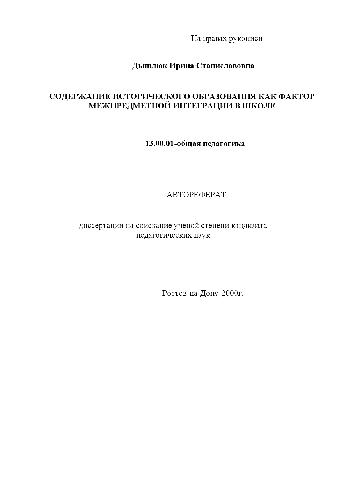 На правах рукописи
Ирина Станиславовна
СОДЕРЖАНИЕ ИСТОРИЧЕСКОГО ОБРАЗОВАНИЯ КАК ФАКТОР
МЕЖПРЕДМЕТНОЙ ИНТЕГРАЦИИ В ШКОЛЕ
13.00.01-общая педагогика
АВТОРЕФЕРАТ
диссертации на соискание ученой степени кандидата
педагогических наук
Ростов-на-Дону 2000г.